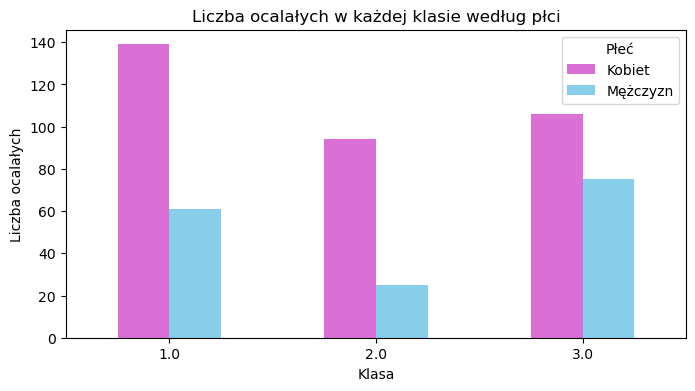 Liczba ocalałych w każdej klasie według płci
Liczba ocalałych
140
120
100
80
60
40
20
0
1.0
2.0
3.0
Klasa
Płeć
Kobiet
Mężczyzn